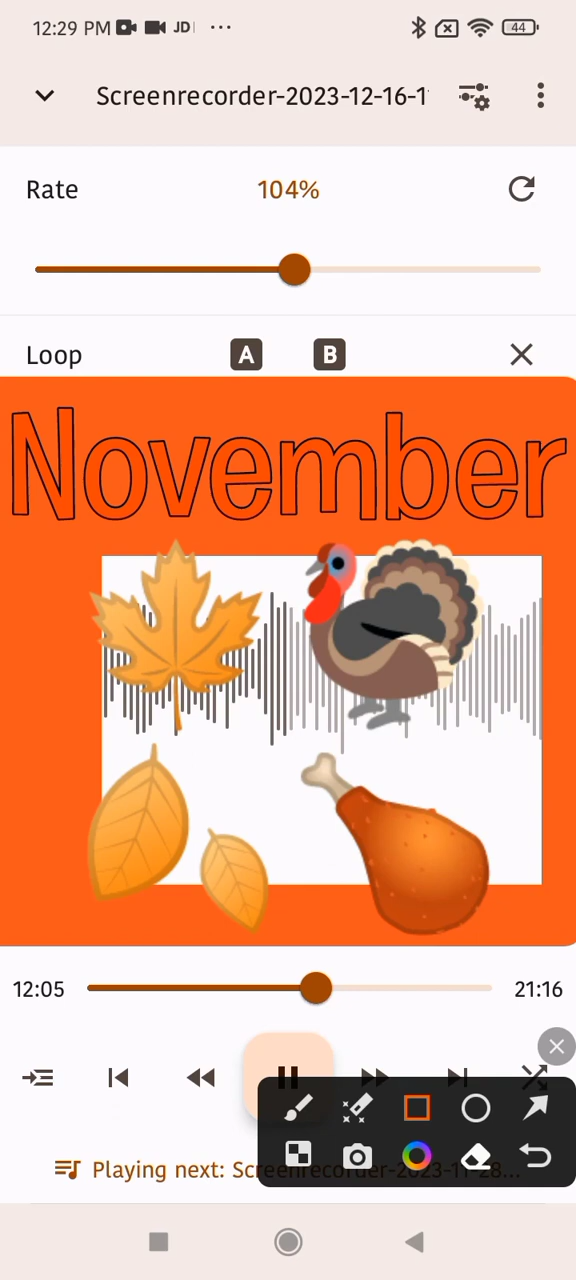 12:29 PM JD ... 44
Screenrecorder-2023-12-16-1
Rate 104%
Loop A B
November
12:05 21:16
Playing next: Screenrecorder-2023-11-28...